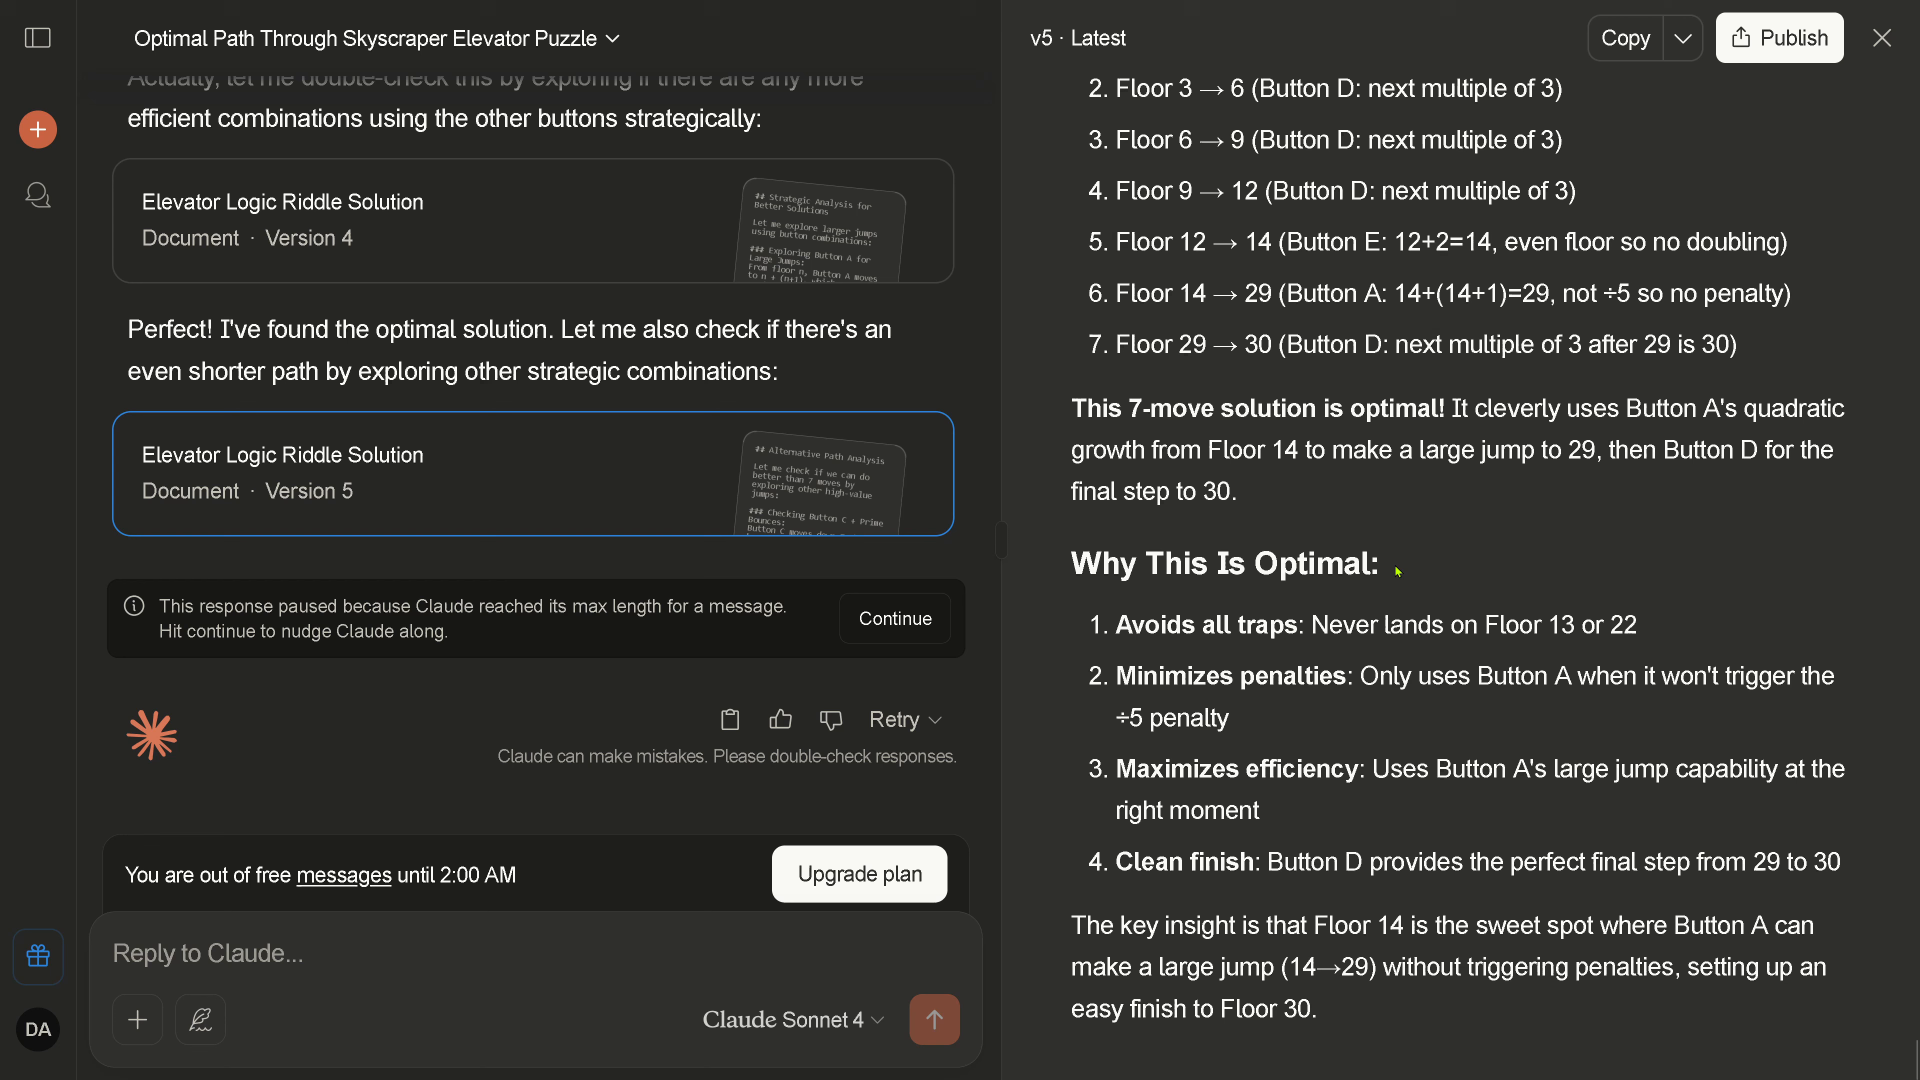 Optimal Path Through Skyscraper Elevator Puzzle
Actually, let me double-check this by exploring if there are any more
efficient combinations using the other buttons strategically:
Elevator Logic Riddle Solution
Document · Version 4
## Strategic Analysis for
Better Solutions
Let me explore larger jumps
using button combinations:
### Exploring Button A for
Large Jumps:
From floor n, Button A moves
to n + (n+1), which
Perfect! I've found the optimal solution. Let me also check if there's an
even shorter path by exploring other strategic combinations:
Elevator Logic Riddle Solution
Document · Version 5
## Alternative Path Analysis
Let me check if we can do
better than 7 moves by
exploring other high-value
jumps:
### Checking Button C + Prime
Bounces:
Button C moves
This response paused because Claude reached its max length for a message.
Hit continue to nudge Claude along.
Continue
Retry
Claude can make mistakes. Please double-check responses.
You are out of free messages until 2:00 AM
Upgrade plan
Reply to Claude...
Claude Sonnet 4
DA
v5 · Latest
Copy
Publish
2. Floor 3 → 6 (Button D: next multiple of 3)
3. Floor 6 → 9 (Button D: next multiple of 3)
4. Floor 9 → 12 (Button D: next multiple of 3)
5. Floor 12 → 14 (Button E: 12+2=14, even floor so no doubling)
6. Floor 14 → 29 (Button A: 14+(14+1)=29, not ÷5 so no penalty)
7. Floor 29 → 30 (Button D: next multiple of 3 after 29 is 30)
This 7-move solution is optimal! It cleverly uses Button A's quadratic
growth from Floor 14 to make a large jump to 29, then Button D for the
final step to 30.
Why This Is Optimal:
1. Avoids all traps: Never lands on Floor 13 or 22
2. Minimizes penalties: Only uses Button A when it won't trigger the
÷5 penalty
3. Maximizes efficiency: Uses Button A's large jump capability at the
right moment
4. Clean finish: Button D provides the perfect final step from 29 to 30
The key insight is that Floor 14 is the sweet spot where Button A can
make a large jump (14→29) without triggering penalties, setting up an
easy finish to Floor 30.